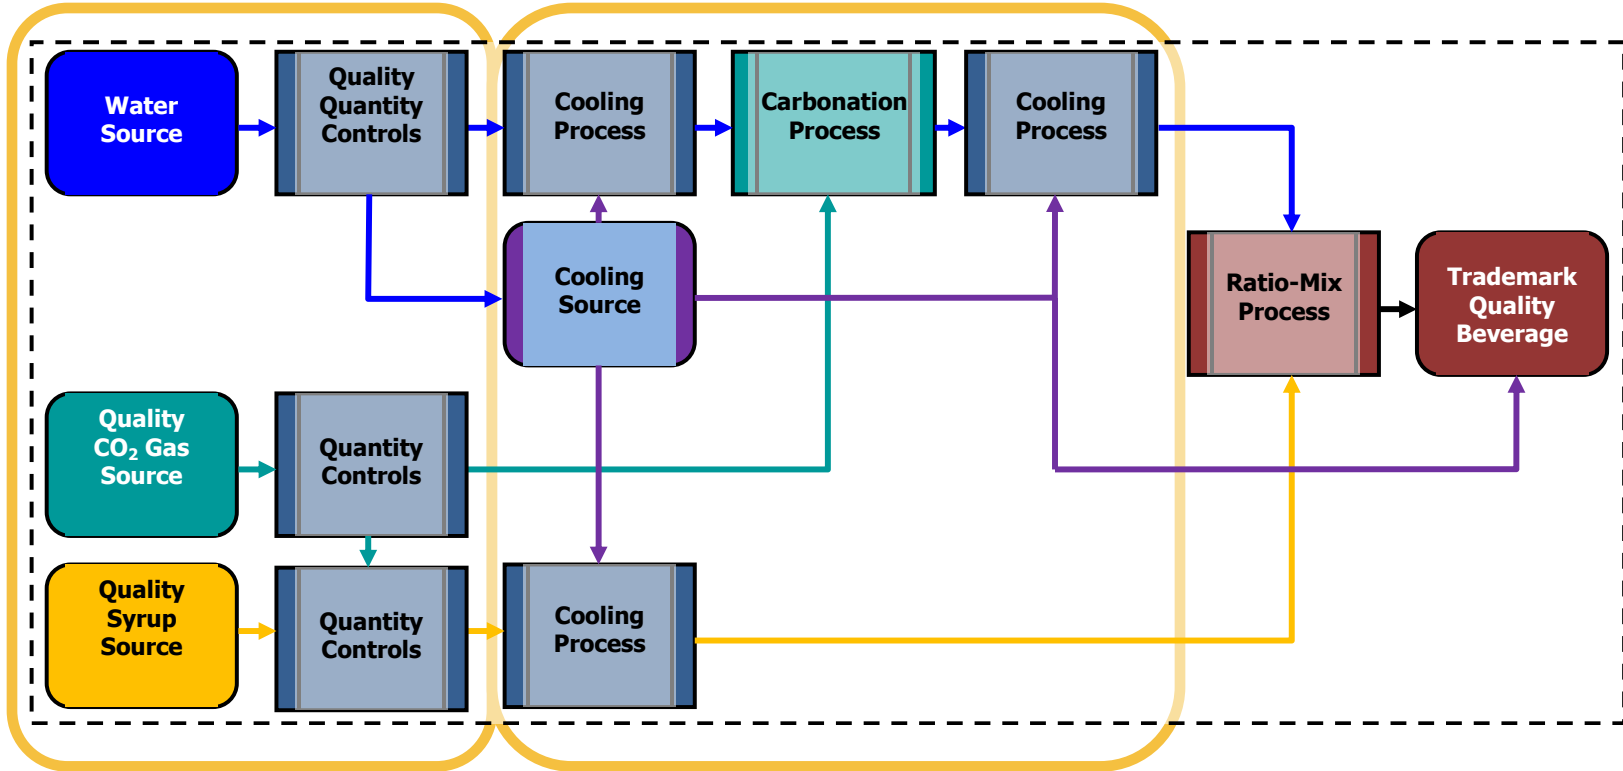 Water
Source
Quality
Quantity
Controls
Cooling
Process
Carbonation
Process
Cooling
Process
Cooling
Source
Ratio-Mix
Process
Trademark
Quality
Beverage
Quality
CO₂ Gas
Source
Quantity
Controls
Quality
Syrup
Source
Quantity
Controls
Cooling
Process